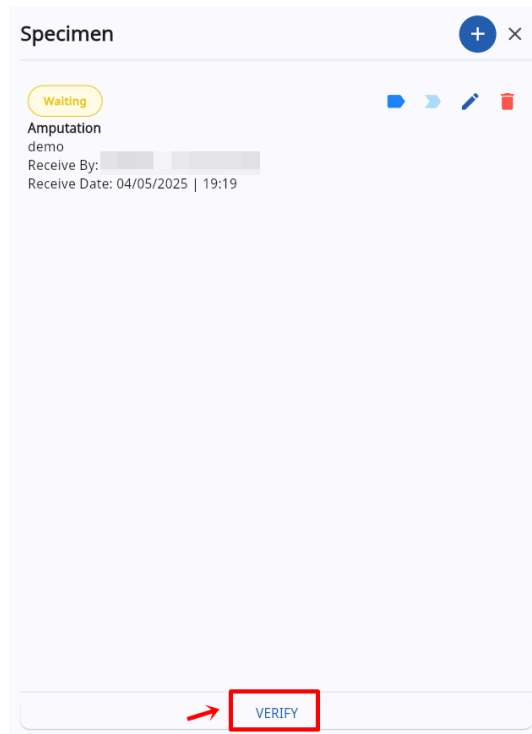 Specimen
Waiting
Amputation
demo
Receive By:
Receive Date: 04/05/2025 | 19:19
VERIFY